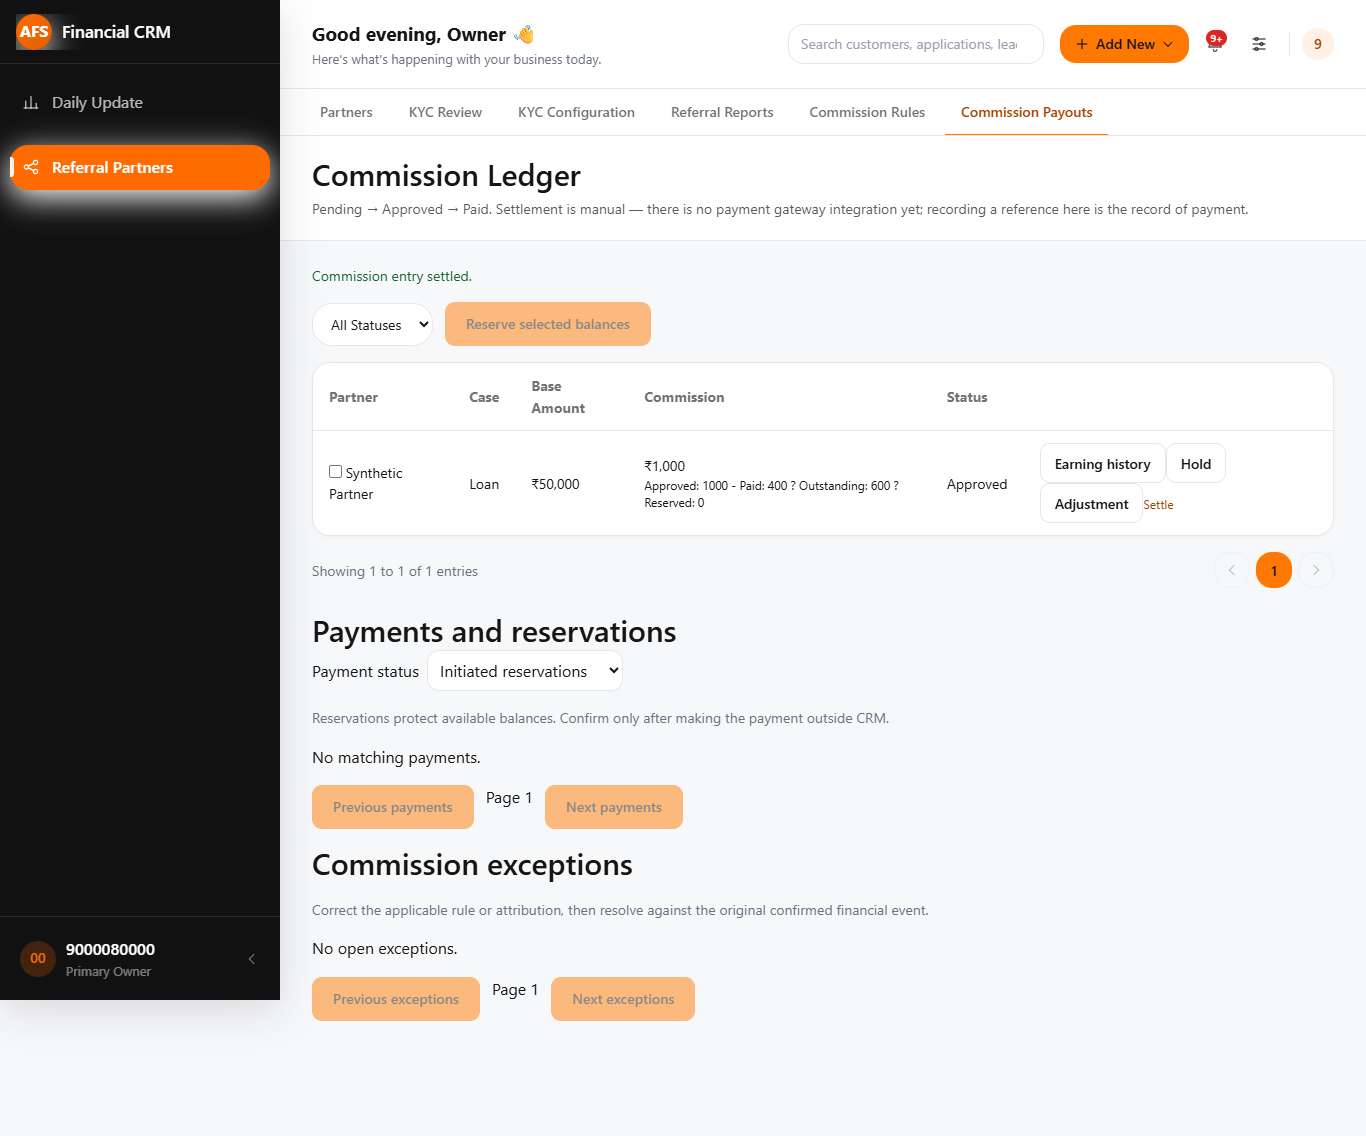 AFS Financial CRM
Daily Update
Referral Partners
00
9000080000
Primary Owner
Good evening, Owner 👋
Here's what's happening with your business today.
Search customers, applications, lea
+ Add New
9+
9
Partners
KYC Review
KYC Configuration
Referral Reports
Commission Rules
Commission Payouts
Commission Ledger
Pending → Approved → Paid. Settlement is manual — there is no payment gateway integration yet; recording a reference here is the record of payment.
Commission entry settled.
All Statuses
Reserve selected balances
Partner
Case
Base
Amount
Commission
Status
Synthetic
Partner
Loan
₹50,000
₹1,000
Approved: 1000 - Paid: 400 ? Outstanding: 600 ?
Reserved: 0
Approved
Earning history
Hold
Adjustment
Settle
Showing 1 to 1 of 1 entries
1
Payments and reservations
Payment status
Initiated reservations
Reservations protect available balances. Confirm only after making the payment outside CRM.
No matching payments.
Previous payments
Page 1
Next payments
Commission exceptions
Correct the applicable rule or attribution, then resolve against the original confirmed financial event.
No open exceptions.
Previous exceptions
Page 1
Next exceptions